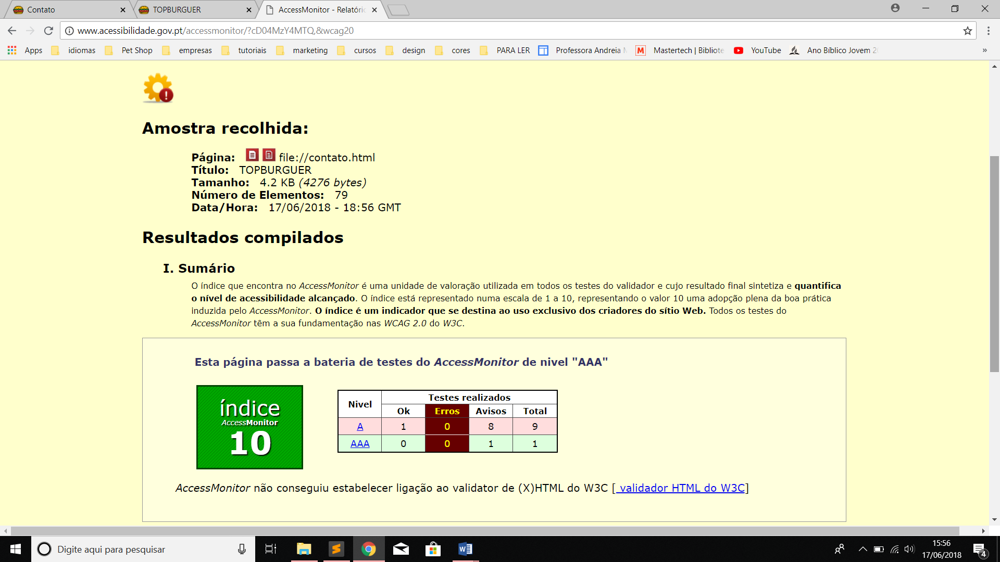 Contato
TOPBURGUER
AccessMonitor - Relatóri
www.acessibilidade.gov.pt/accessmonitor/?cD04MzY4MTQ,&wcag20
Apps idiomas Pet Shop empresas tutoriais marketing cursos design cores PARA LER Professora Andreia Mastertech | Bibliote YouTube Ano Bíblico Jovem 2 »
Amostra recolhida:
Página: file://contato.html
Título: TOPBURGUER
Tamanho: 4.2 KB (4276 bytes)
Número de Elementos: 79
Data/Hora: 17/06/2018 - 18:56 GMT
Resultados compilados
I. Sumário
O índice que encontra no AccessMonitor é uma unidade de valoração utilizada em todos os testes do validador e cujo resultado final sintetiza e quantifica
o nível de acessibilidade alcançado. O índice está representado numa escala de 1 a 10, representando o valor 10 uma adopção plena da boa prática
induzida pelo AccessMonitor. O índice é um indicador que se destina ao uso exclusivo dos criadores do sítio Web. Todos os testes do
AccessMonitor têm a sua fundamentação nas WCAG 2.0 do W3C.
Esta página passa a bateria de testes do AccessMonitor de nivel "AAA"
índice
AccessMonitor
10
Nivel Testes realizados
Ok Erros Avisos Total
A 1 0 8 9
AAA 0 0 1 1
AccessMonitor não conseguiu estabelecer ligação ao validator de (X)HTML do W3C [ validador HTML do W3C]
Digite aqui para pesquisar
15:56
17/06/2018
4